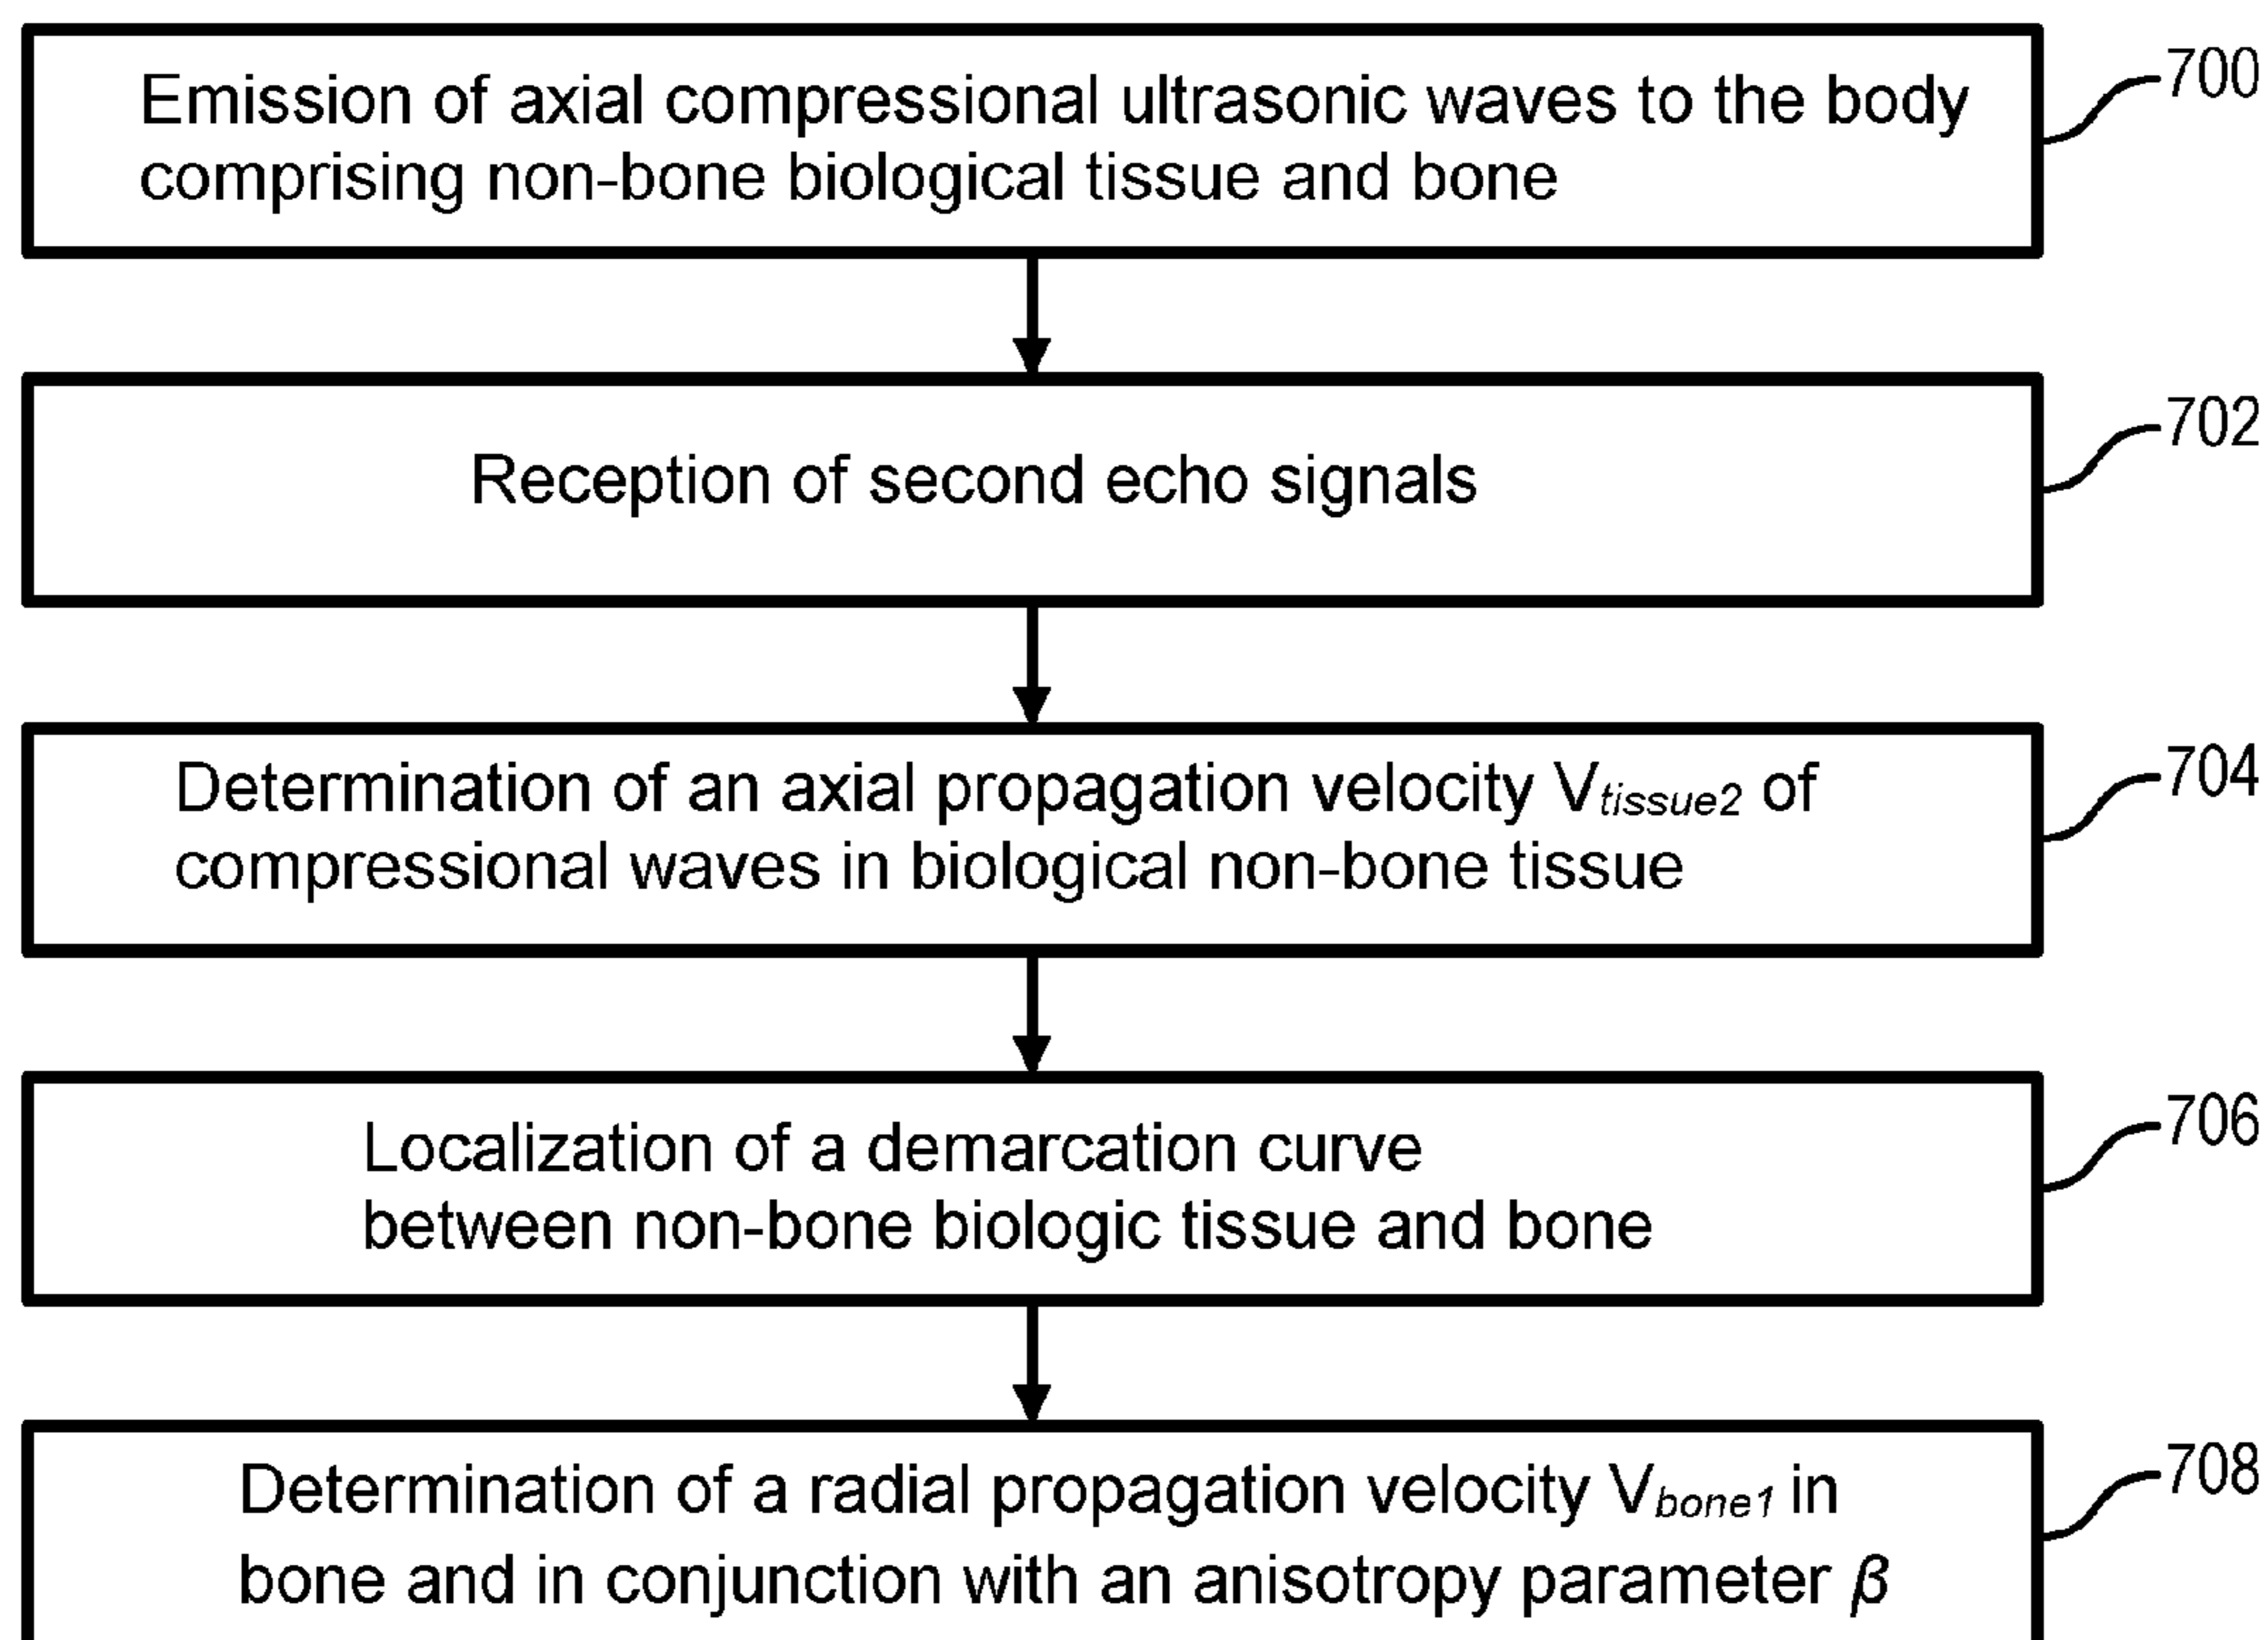 Emission of axial compressional ultrasonic waves to the body
comprising non-bone biological tissue and bone
700
Reception of second echo signals
702
Determination of an axial propagation velocity Vtissue2 of
compressional waves in biological non-bone tissue
704
Localization of a demarcation curve
between non-bone biologic tissue and bone
706
Determination of a radial propagation velocity Vbone1 in
bone and in conjunction with an anisotropy parameter β
708